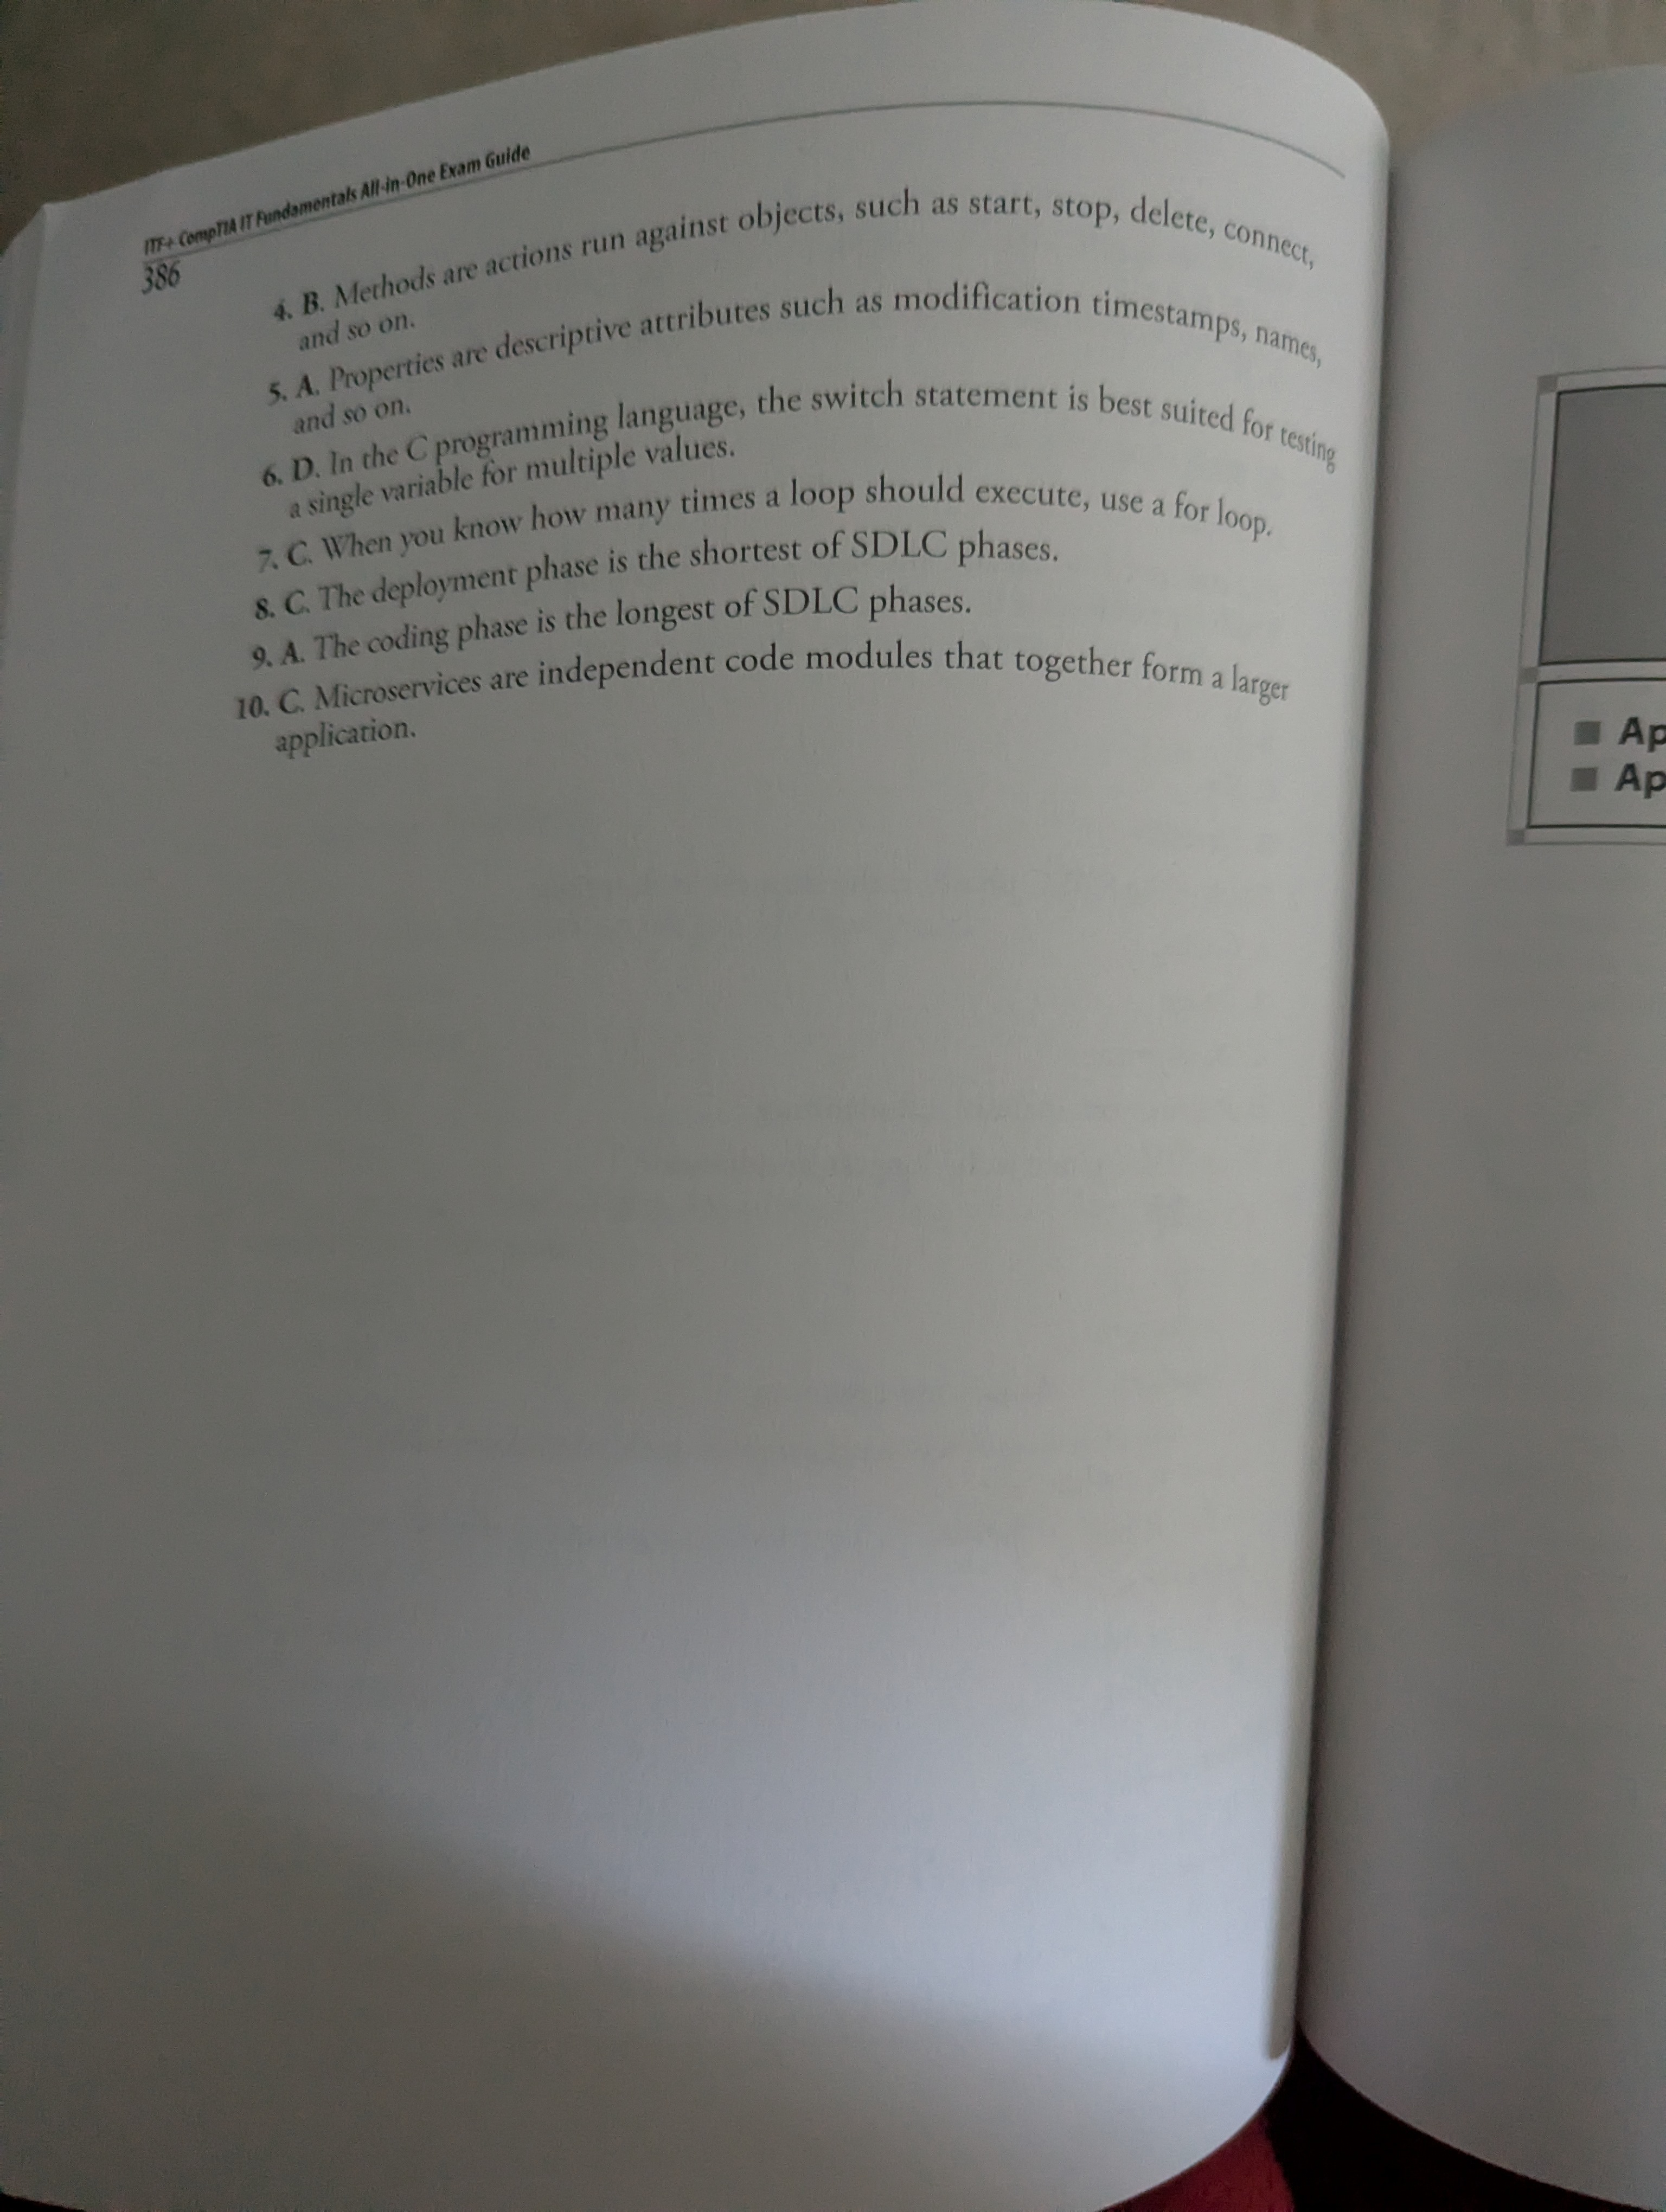 ITF+ CompTIA IT Fundamentals All-in-One Exam Guide
386
4. B. Methods are actions run against objects, such as start, stop, delete, connect,
and so on.
5. A. Properties are descriptive attributes such as modification timestamps, names,
and so on.
6. D. In the C programming language, the switch statement is best suited for testing
a single variable for multiple values.
7. C. When you know how many times a loop should execute, use a for loop.
8. C. The deployment phase is the shortest of SDLC phases.
9. A. The coding phase is the longest of SDLC phases.
10. C. Microservices are independent code modules that together form a larger
application.
Ap
Ap